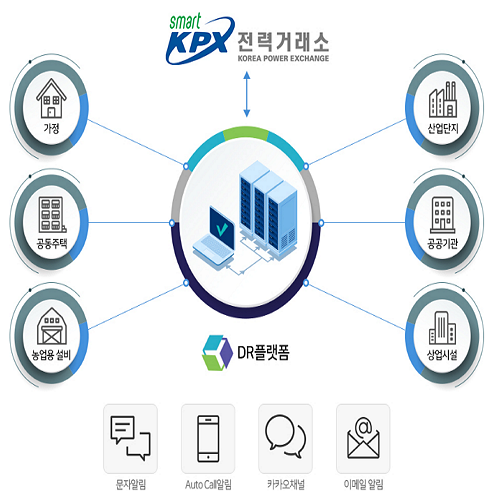 smart
KPX 전력거래소
KOREA POWER EXCHANGE
가정
산업단지
공동주택
공공기관
농업용 설비
상업시설
DR플랫폼
문자알림
Auto Call알림
카카오채널
이메일 알림